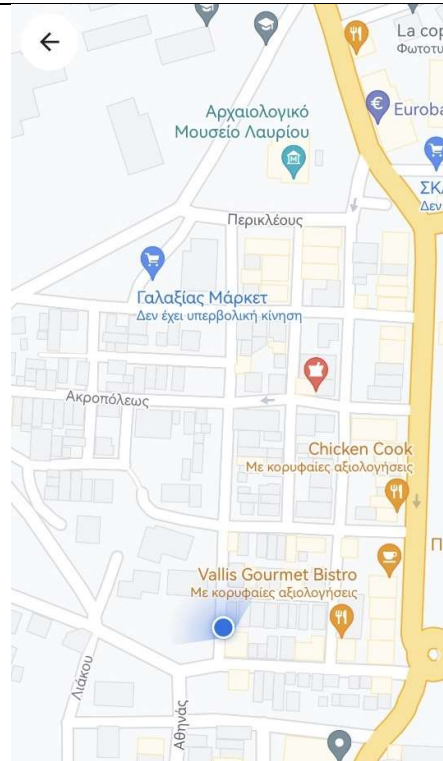 La cop
Φωτοτυ
Αρχαιολογικό
Μουσείο Λαυρίου
€ Euroba
ΣΚΛ
Δεν
Περικλέους
Γαλαξίας Μάρκετ
Δεν έχει υπερβολική κίνηση
Ακροπόλεως
Chicken Cook
Με κορυφαίες αξιολογήσεις
Π
Vallis Gourmet Bistro
Με κορυφαίες αξιολογήσεις
Λιάκου
Αθηνάς